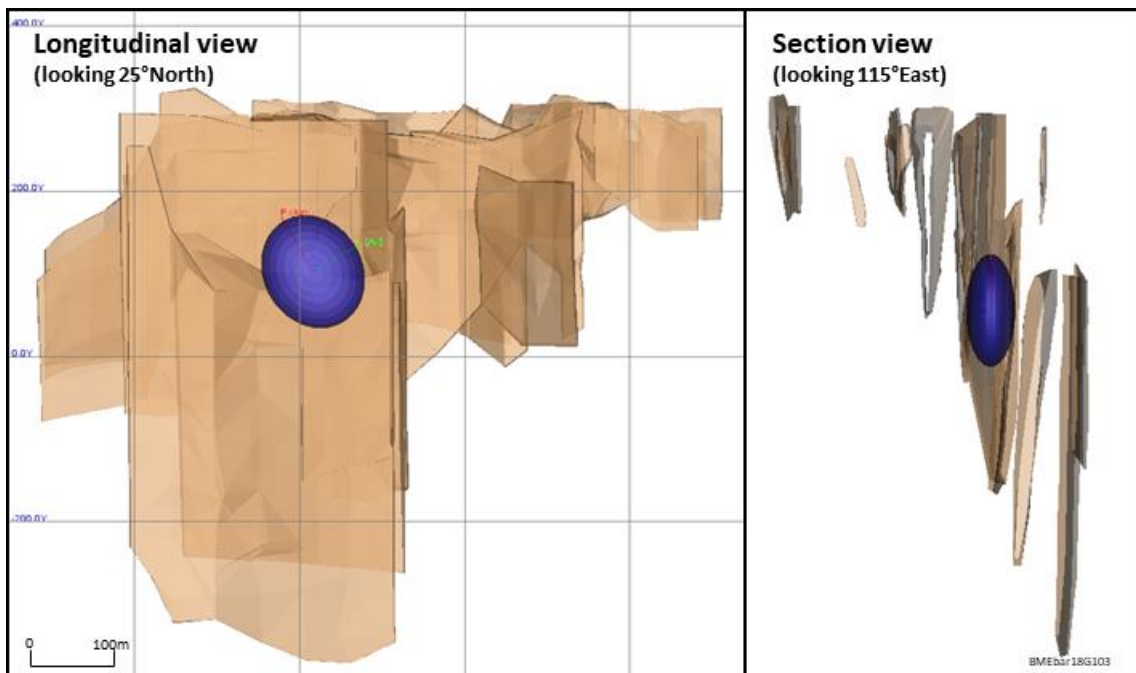 400.0Y
Longitudinal view
(looking 25°North)
200.0Y
0.0Y
-200.0Y
0
100m
Section view
(looking 115°East)
BMEbar18G103